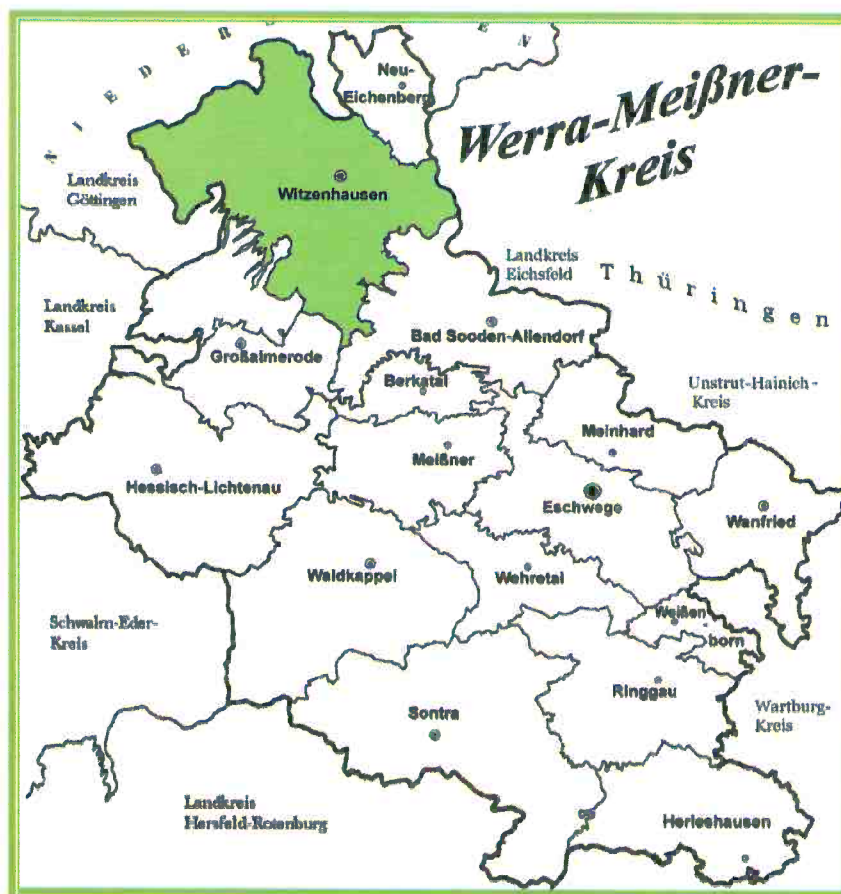 NIEDERS EN
Werra-Meißner-
Kreis
Neu-
Eichenberg
Landkreis
Göttingen
Witzenhausen
Landkreis
Eichsfeld
Thüringen
Landkreis
Kassel
Großalmerode
Bad Sooden-Allendorf
Berkatal
Unstrut-Hainich-
Kreis
Meinhard
Meißner
Hessisch-Lichtenau
Eschwege
Wanfried
Waldkappel
Wehretal
Schwalm-Eder-
Kreis
Weißen
born
Ringgau
Sontra
Wartburg-
Kreis
Landkreis
Hersfeld-Rotenburg
Herleshausen